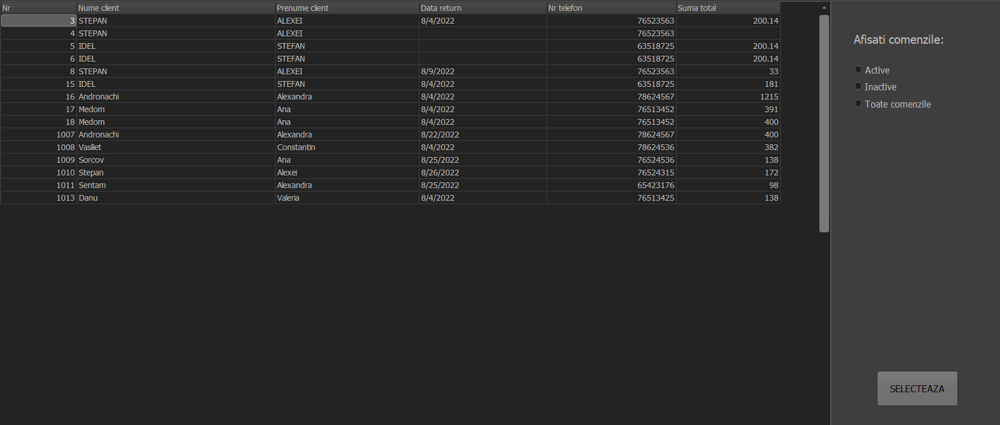 Nr Nume client Prenume client Data return Nr telefon Suma total
3 STEPAN ALEXEI 8/4/2022 76523563 200.14
4 STEPAN ALEXEI 76523563
5 IDEL STEFAN 63518725 200.14
6 IDEL STEFAN 63518725 200.14
8 STEPAN ALEXEI 8/9/2022 76523563 33
15 IDEL STEFAN 8/4/2022 63518725 181
16 Andronachi Alexandra 8/4/2022 78624567 1215
17 Medom Ana 8/4/2022 76513452 391
18 Medom Ana 8/4/2022 76513452 400
1007 Andronachi Alexandra 8/22/2022 78624567 400
1008 Vasiliet Constantin 8/4/2022 78624536 382
1009 Sorcov Ana 8/25/2022 76524536 138
1010 Stepan Alexei 8/26/2022 76524315 172
1011 Sentam Alexandra 8/25/2022 65423176 98
1013 Danu Valeria 8/4/2022 76513425 138
Afisati comenzile:
Active
Inactive
Toate comenzile
SELECTEAZA